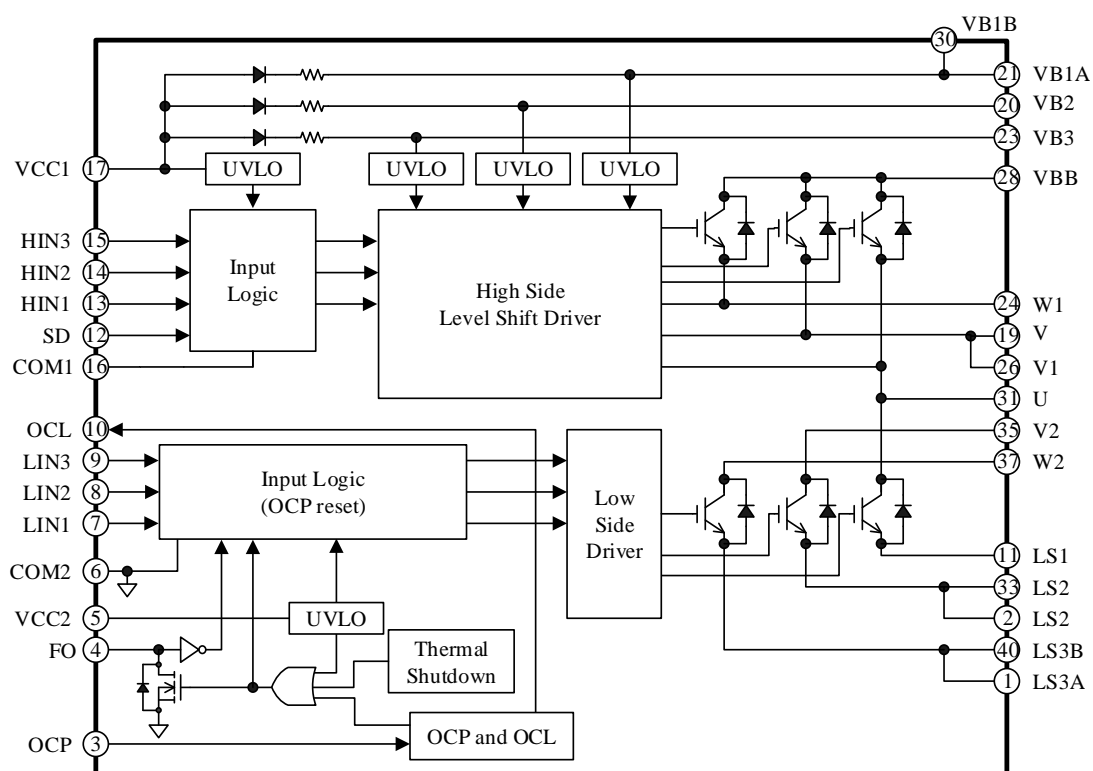 VB1B
30
21 VB1A
20 VB2
23 VB3
VCC1 17
UVLO
UVLO
UVLO
UVLO
28 VBB
HIN3 15
HIN2 14
HIN1 13
SD 12
COM1 16
Input
Logic
High Side
Level Shift Driver
24 W1
19 V
26 V1
31 U
35 V2
37 W2
OCL 10
LIN3 9
LIN2 8
LIN1 7
COM2 6
VCC2 5
FO 4
OCP 3
Input Logic
(OCP reset)
Low
Side
Driver
UVLO
Thermal
Shutdown
OCP and OCL
11 LS1
33 LS2
2 LS2
40 LS3B
1 LS3A